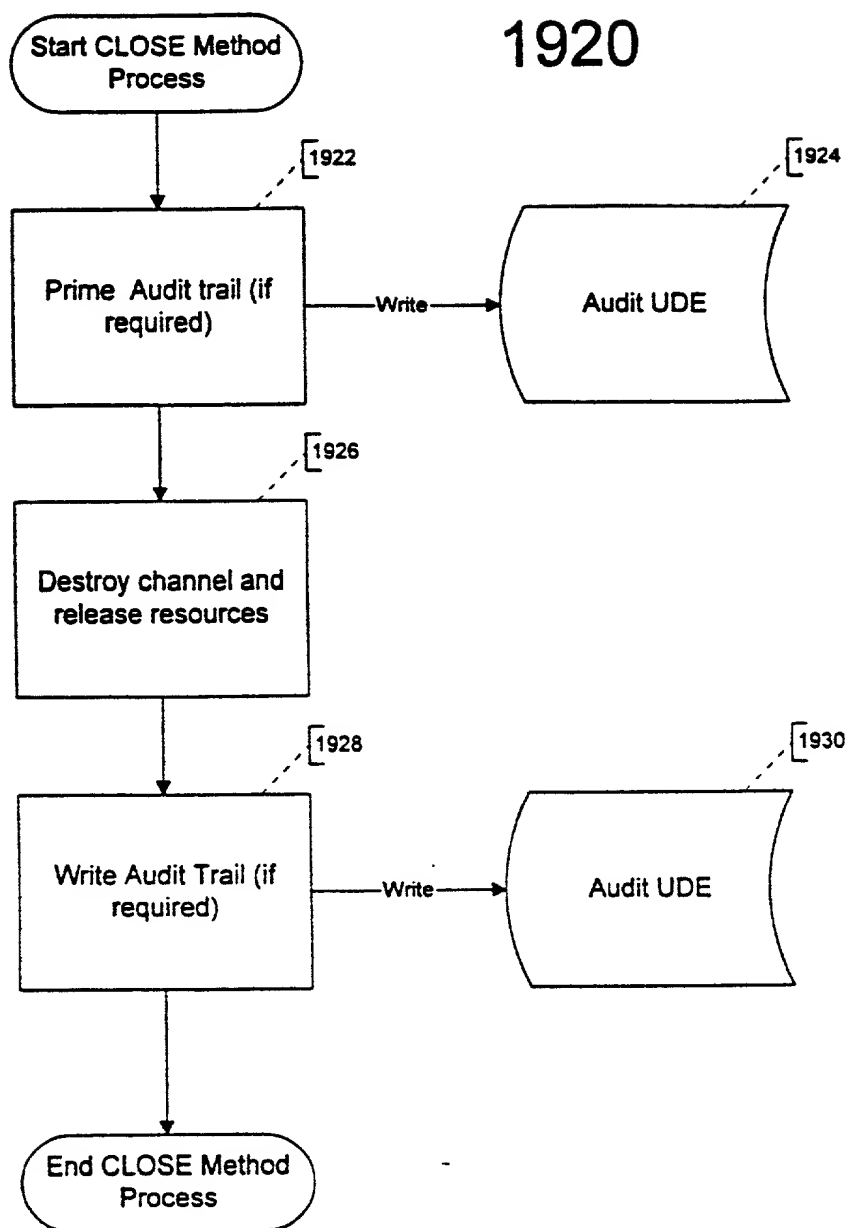 1920
Start CLOSE Method
Process
1922
1924
Prime Audit trail (if
required)
Write
Audit UDE
1926
Destroy channel and
release resources
1928
1930
Write Audit Trail (if
required)
Write
Audit UDE
End CLOSE Method
Process